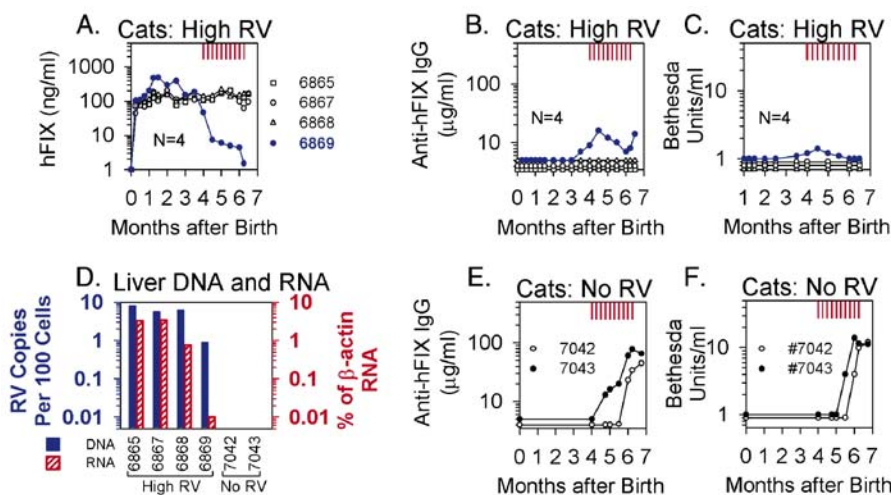 A. Cats: High RV
hFIX (ng/ml)
1000
100
10
1
N=4
0 1 2 3 4 5 6 7
Months after Birth
6865
6867
6868
6869
B. Cats: High RV
Anti-hFIX IgG
(µg/ml)
100
10
N=4
0 1 2 3 4 5 6 7
Months after Birth
C. Cats: High RV
Bethesda
Units/ml
10
1
N=4
1 2 3 4 5 6 7
Months after Birth
D. Liver DNA and RNA
RV Copies
Per 100 Cells
10
1
0.1
0.01
10
1
0.1
0.01
% of β-actin
RNA
DNA
RNA
6865
6867
6868
6869
7042
7043
High RV
No RV
E. Cats: No RV
Anti-hFIX IgG
(µg/ml)
100
10
7042
7043
0 1 2 3 4 5 6 7
Months after Birth
F. Cats: No RV
Bethesda
Units/ml
10
1
#7042
#7043
0 1 2 3 4 5 6 7
Months after Birth